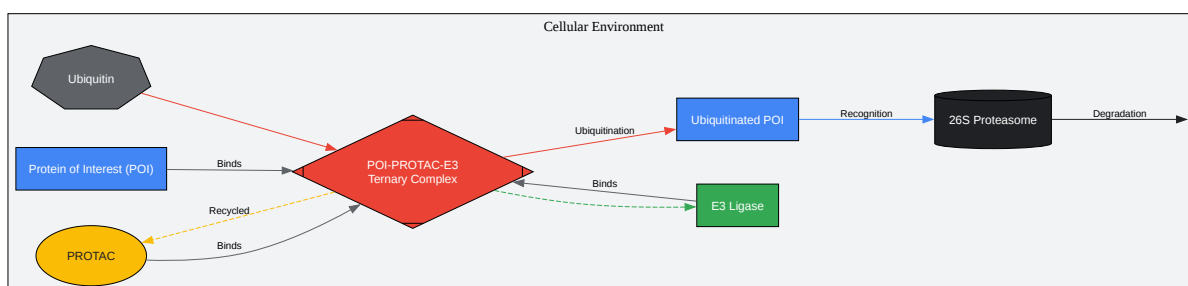 Cellular Environment
Ubiquitin
Protein of Interest (POI)
Binds
PROTAC
Recycled
Binds
POI-PROTAC-E3
Ternary Complex
Ubiquitination
Ubiquitinated POI
Binds
E3 Ligase
Recognition
26S Proteasome
Degradation